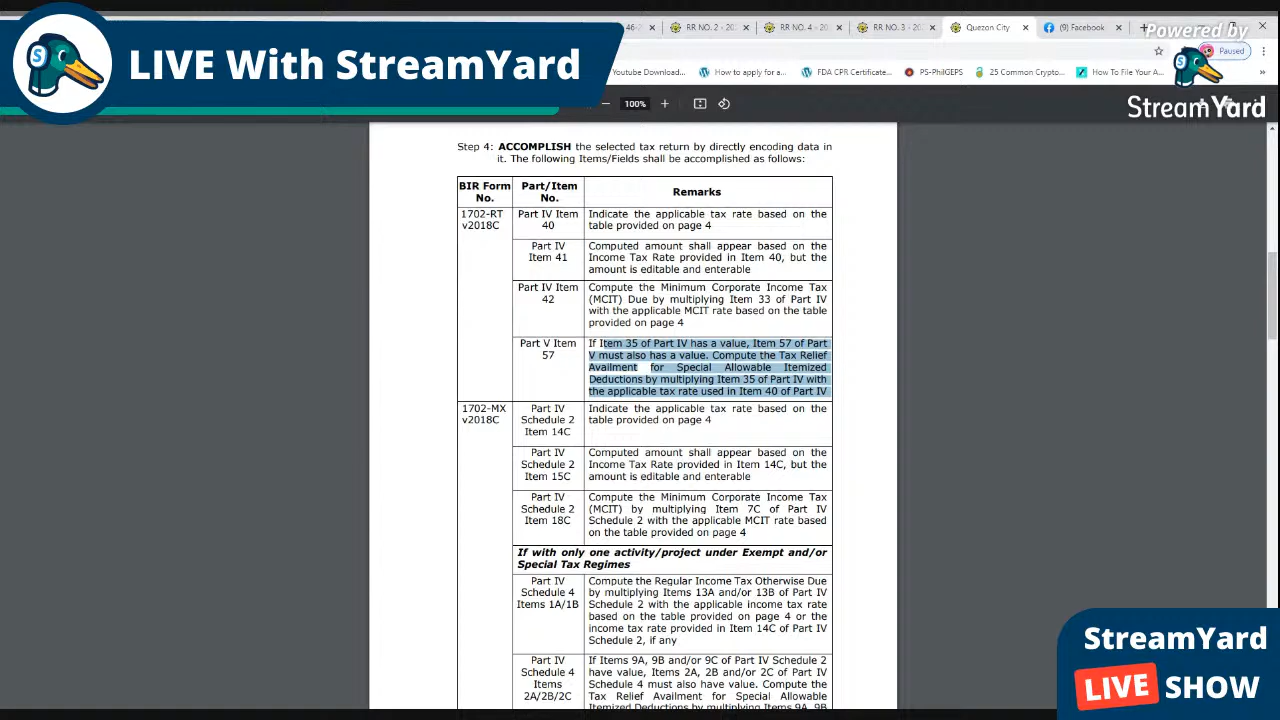 LIVE With StreamYard
Powered by
StreamYard
RR NO. 2 - 20
RR NO. 4 - 20
RR NO. 3 - 20
Quezon City
(9) Facebook
Paused
Youtube Download...
How to apply for a...
FDA CPR Certificate...
PS-PhilGEPS
25 Common Crypto...
How To File Your A...
100%
Step 4: ACCOMPLISH the selected tax return by directly encoding data in
it. The following Items/Fields shall be accomplished as follows:
BIR Form No.
Part/Item No.
Remarks
1702-RT
v2018C
Part IV Item
40
Indicate the applicable tax rate based on the
table provided on page 4
Part IV
Item 41
Computed amount shall appear based on the
Income Tax Rate provided in Item 40, but the
amount is editable and enterable
Part IV Item
42
Compute the Minimum Corporate Income Tax
(MCIT) Due by multiplying Item 33 of Part IV
with the applicable MCIT rate based on the table
provided on page 4
Part V Item
57
If Item 35 of Part IV has a value, Item 57 of Part
V must also has a value. Compute the Tax Relief
Availment for Special Allowable Itemized
Deductions by multiplying Item 35 of Part IV with
the applicable tax rate used in Item 40 of Part IV
1702-MX
v2018C
Part IV
Schedule 2
Item 14C
Indicate the applicable tax rate based on the
table provided on page 4
Part IV
Schedule 2
Item 15C
Computed amount shall appear based on the
Income Tax Rate provided in Item 14C, but the
amount is editable and enterable
Part IV
Schedule 2
Item 18C
Compute the Minimum Corporate Income Tax
(MCIT) by multiplying Item 7C of Part IV
Schedule 2 with the applicable MCIT rate based
on the table provided on page 4
If with only one activity/project under Exempt and/or
Special Tax Regimes
Part IV
Schedule 4
Items 1A/1B
Compute the Regular Income Tax Otherwise Due
by multiplying Items 13A and/or 13B of Part IV
Schedule 2 with the applicable income tax rate
based on the table provided on page 4 or the
income tax rate provided in Item 14C of Part IV
Schedule 2, if any
Part IV
Schedule 4
Items
2A/2B/2C
If Items 9A, 9B and/or 9C of Part IV Schedule 2
have value, Items 2A, 2B and/or 2C of Part IV
Schedule 4 must also have value. Compute the
Tax Relief Availment for Special Allowable
Itemized Deductions by multiplying Items 9A, 9B
StreamYard
LIVE SHOW